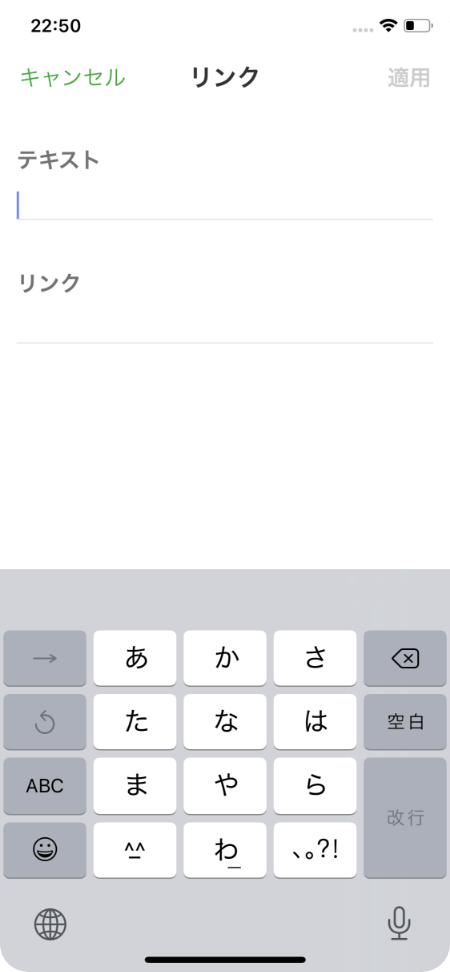 22:50
キャンセル リンク 適用
テキスト
リンク
→ あ か さ
た な は 空白
ABC ま や ら 改行
^^ わ 、。?!